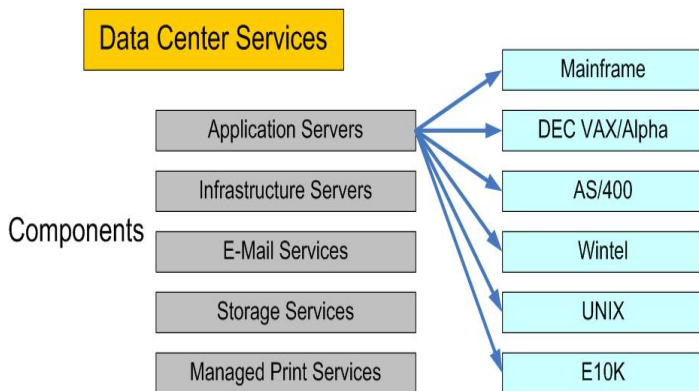 Data Center Services
Components
Application Servers
Infrastructure Servers
E-Mail Services
Storage Services
Managed Print Services
Mainframe
DEC VAX/Alpha
AS/400
Wintel
UNIX
E10K